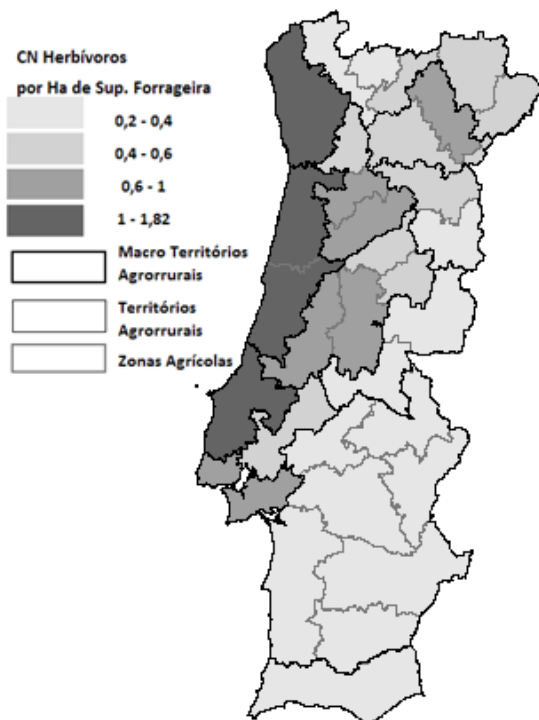 CN Herbívoros
por Ha de Sup. Forrageira
0,2 - 0,4
0,4 - 0,6
0,6 - 1
1 - 1,82
Macro Territórios
Agrorrurais
Territórios
Agrorrurais
Zonas Agrícolas